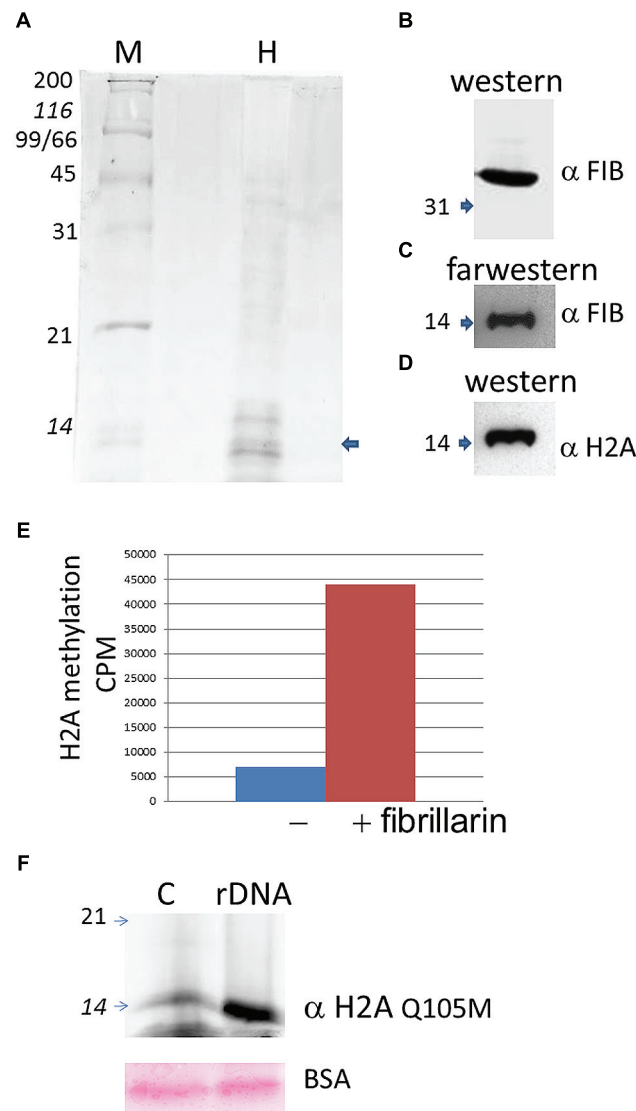 A
M H
200
116
99/66
45
31
21
14
B
western
α FIB
31
C
farwestern
α FIB
14
D
western
14
α H2A
E
H2A methylation
CPM
50000
45000
40000
35000
30000
25000
20000
15000
10000
5000
0
– + fibrillarin
F
C rDNA
21
14
α H2A Q105M
BSA